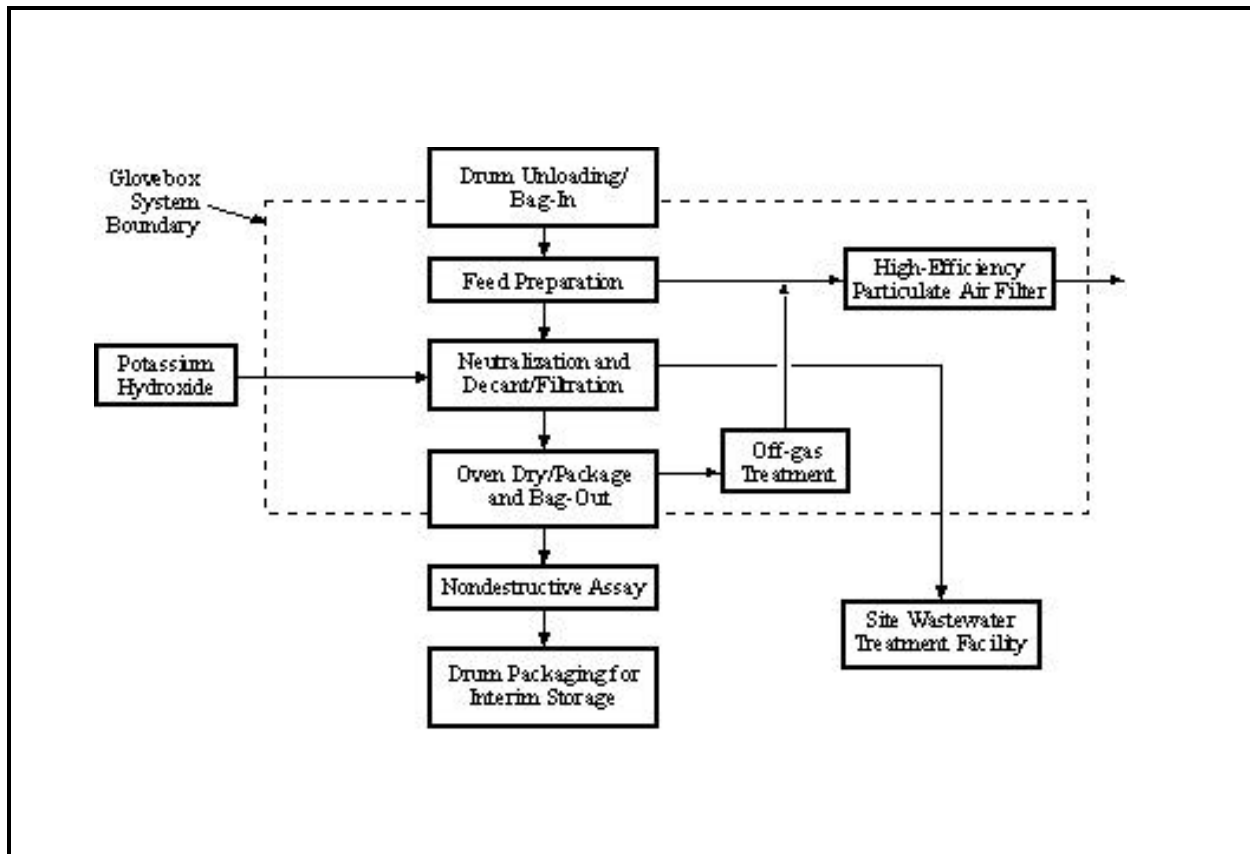 Glovebox
System
Boundary
Drum Unloading/
Bag-In
Feed Preparation
High-Efficiency
Particulate Air Filter
Potassium
Hydroxide
Neutralization and
Decant/Filtration
Oven Dry/Package
and Bag-Out
Off-gas
Treatment
Nondestructive Assay
Site Wastewater
Treatment Facility
Drum Packaging for
Interim Storage